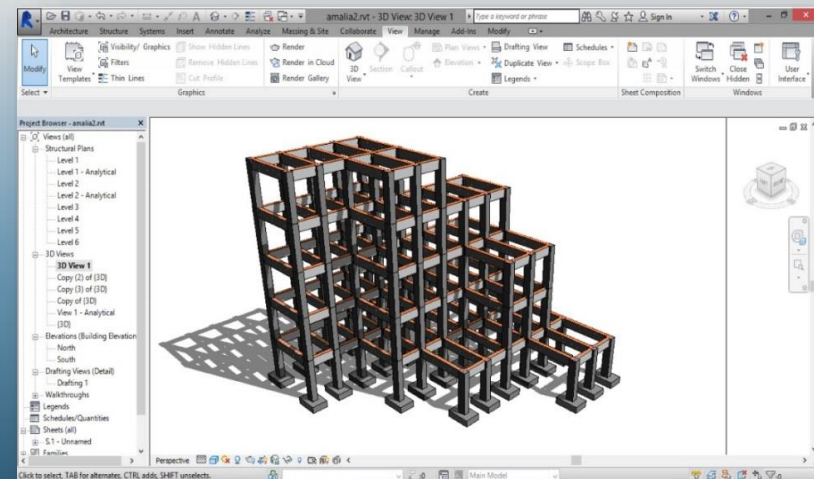 amalia2.rvt - 3D View: 3D View 1
Type a keyword or phrase
Sign In
Architecture Structure Systems Insert Annotate Analyze Massing & Site Collaborate View Manage Add-Ins Modify
Modify
View Templates
Visibility/ Graphics
Filters
Thin Lines
Show Hidden Lines
Remove Hidden Lines
Cut Profile
Render
Render in Cloud
Render Gallery
3D View
Section
Callout
Plan Views
Elevation
Drafting View
Duplicate View
Legends
Schedules
Scope Box
Switch Windows
Close Hidden
User Interface
Select
Graphics
Create
Sheet Composition
Windows
Project Browser - amalia2.rvt
Views (all)
Structural Plans
Level 1
Level 1 - Analytical
Level 2
Level 2 - Analytical
Level 3
Level 4
Level 5
Level 6
3D Views
3D View 1
Copy (2) of {3D}
Copy (3) of {3D}
Copy of {3D}
View 1 - Analytical
{3D}
Elevations (Building Elevation
North
South
Drafting Views (Detail)
Drafting 1
Walkthroughs
Legends
Schedules/Quantities
Sheets (all)
S.1 - Unnamed
Families
Perspective
Click to select, TAB for alternates, CTRL adds, SHIFT unselects.
:0
Main Model